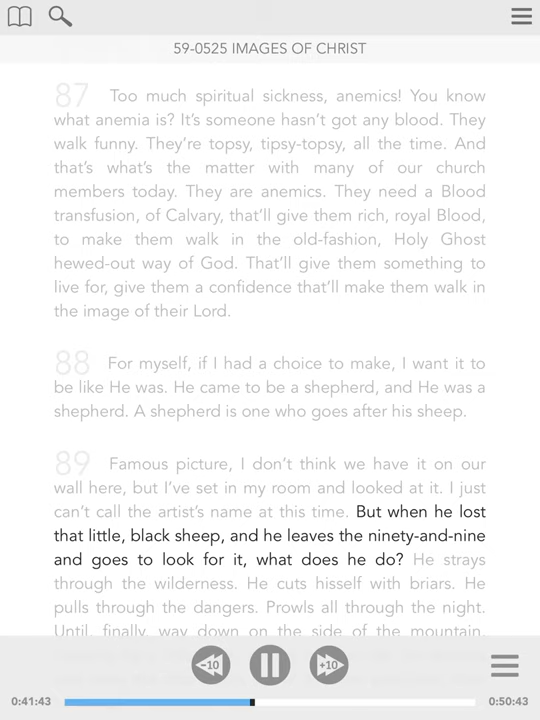 59-0525 IMAGES OF CHRIST
87 Too much spiritual sickness, anemics! You know
what anemia is? It's someone hasn't got any blood. They
walk funny. They're topsy, tipsy-topsy, all the time. And
that's what's the matter with many of our church
members today. They are anemics. They need a Blood
transfusion, of Calvary, that'll give them rich, royal Blood,
to make them walk in the old-fashion, Holy Ghost
hewed-out way of God. That'll give them something to
live for, give them a confidence that'll make them walk in
the image of their Lord.
88 For myself, if I had a choice to make, I want it to
be like He was. He came to be a shepherd, and He was a
shepherd. A shepherd is one who goes after his sheep.
89 Famous picture, I don't think we have it on our
wall here, but I've set in my room and looked at it. I just
can't call the artist's name at this time. But when he lost
that little, black sheep, and he leaves the ninety-and-nine
and goes to look for it, what does he do? He strays
through the wilderness. He cuts hisself with briars. He
pulls through the dangers. Prowls all through the night.
Until, finally, way down on the side of the mountain,
-10 +10
0:41:43 0:50:43